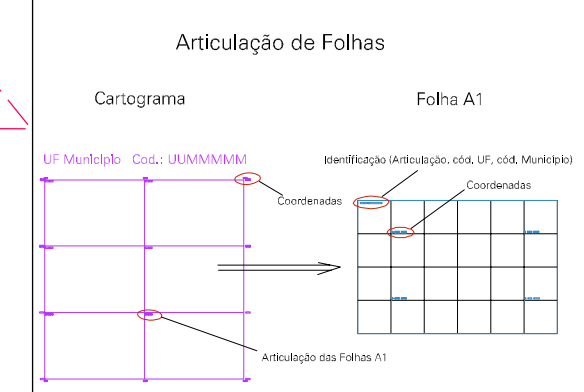 Articulação de Folhas
Cartograma
Folha A1
UF Município Cod.: UUMMMMM
Identificação (Articulação, cód. UF, cód. Município)
Coordenadas
Coordenadas
Articulação das Folhas A1